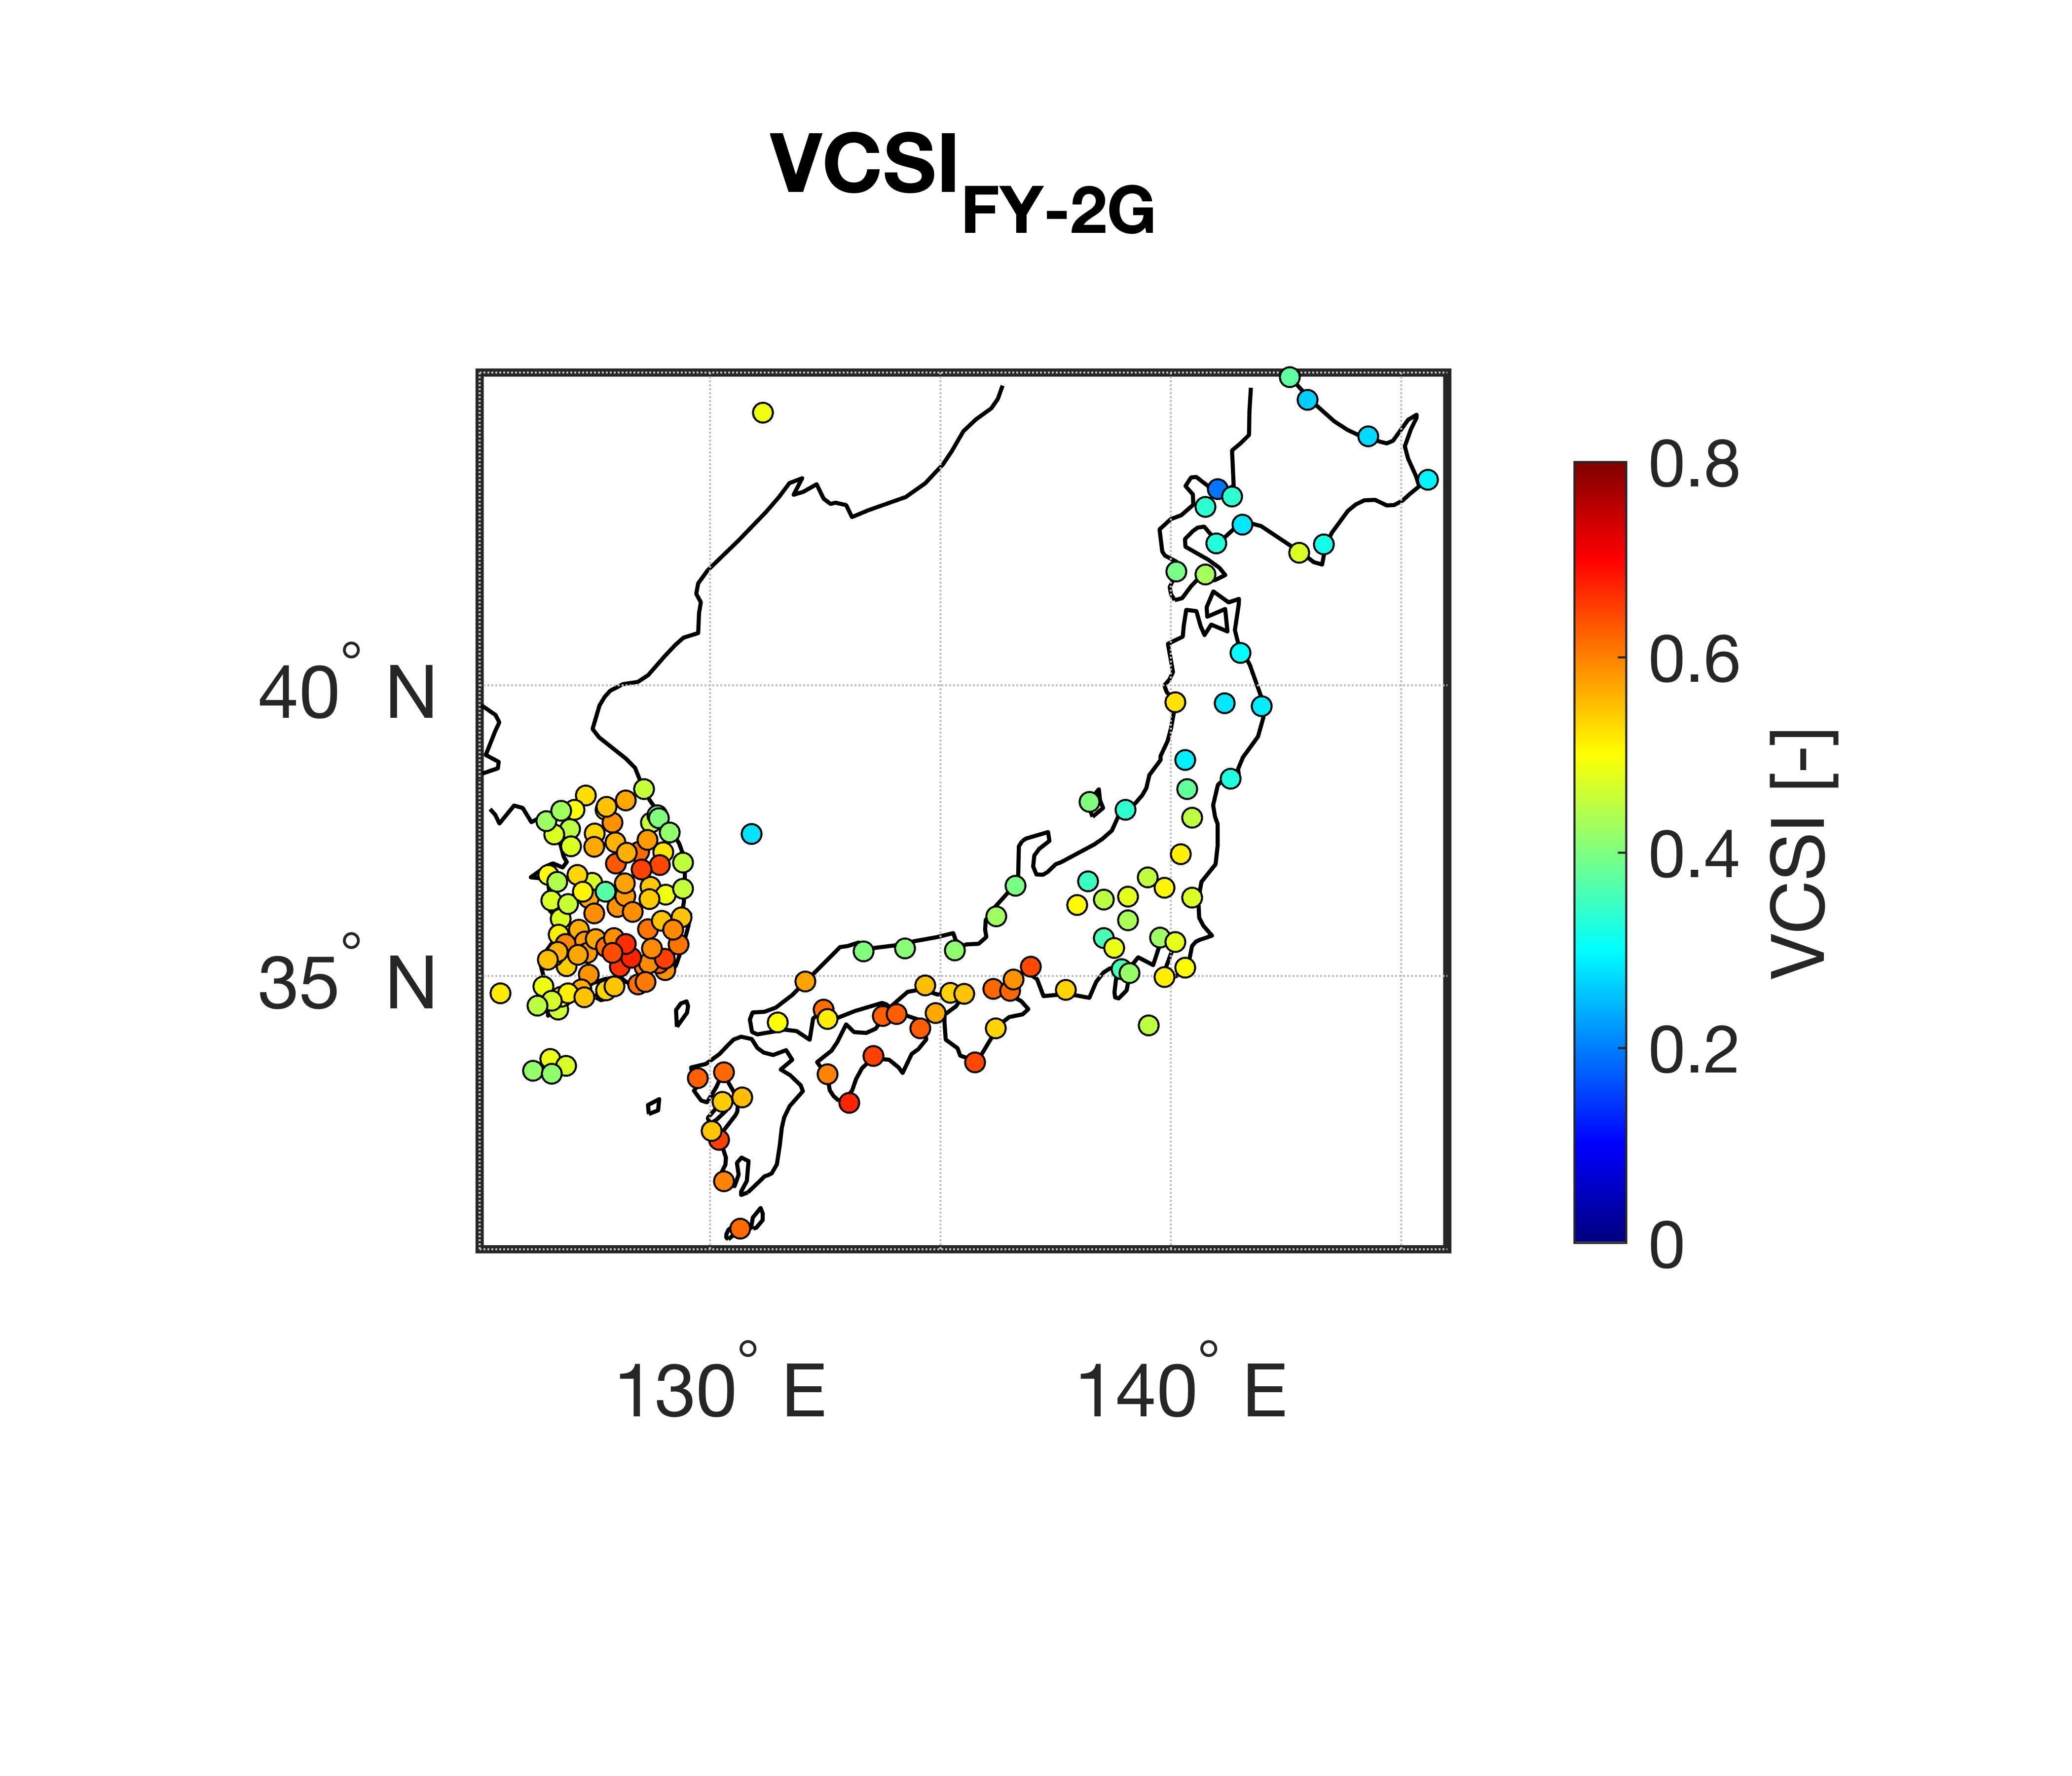 VCSI FY-2G
40° N
35° N
130° E
140° E
0.8
0.6
0.4
0.2
0
VCSI [-]